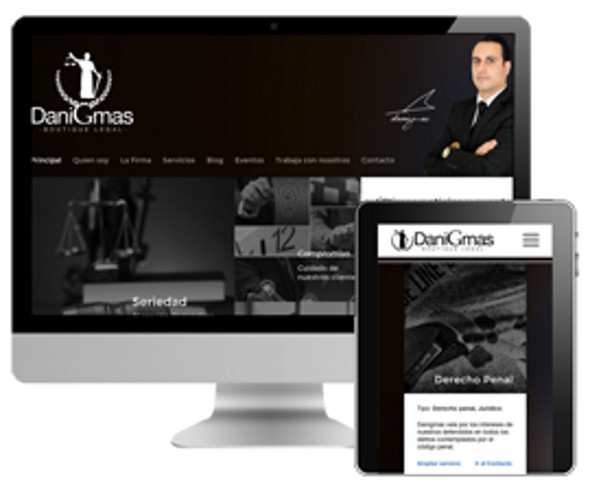 DaniGmas
BOUTIQUE LEGAL
Principal Quien soy La Firma Servicios Blog Eventos Trabaja con nosotros Contacto
12
Compromiso
Cuidado de
nuestros clientes
Seriedad
DaniGmas
BOUTIQUE LEGAL
Derecho Penal
Tipo: Derecho penal, Jurídico
Danigmas vela por los intereses de
nuestros defendidos en todos los
delitos contemplados por el
código penal.
Ampliar servicio Ir al Contacto